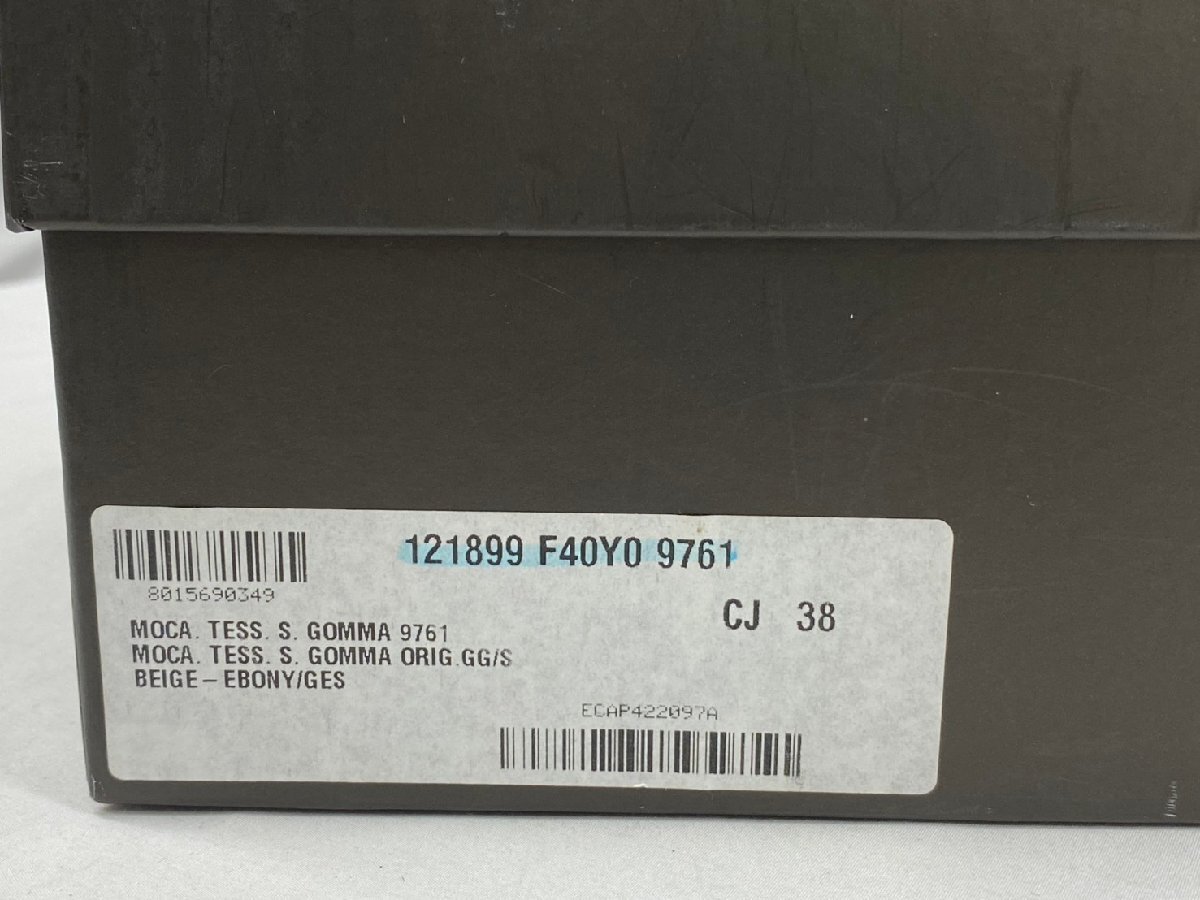 121899 F40Y0 9761
8015690349
CJ 38
MOCA. TESS. S. GOMMA 9761
MOCA. TESS. S. GOMMA ORIG.GG/S
BEIGE-EBONY/GES
ECAP422097A